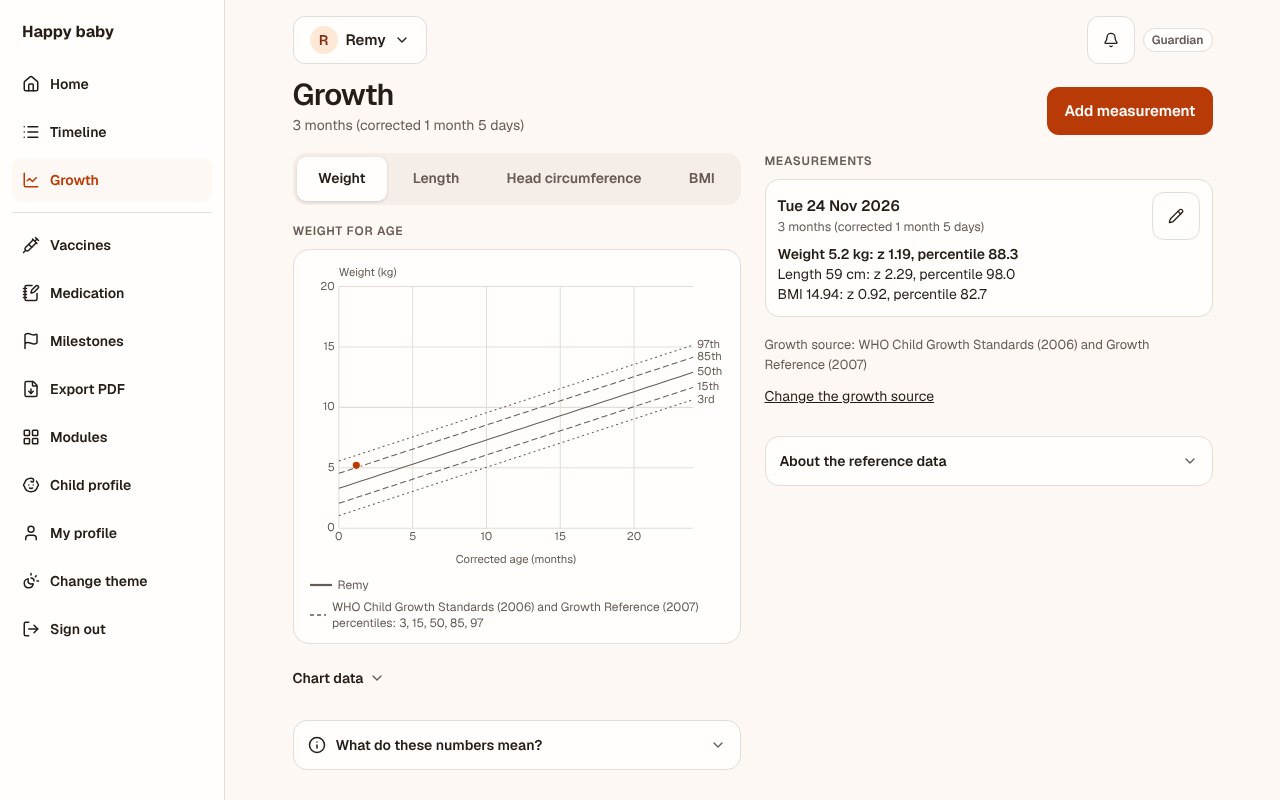 Happy baby
Home
Timeline
Growth
Vaccines
Medication
Milestones
Export PDF
Modules
Child profile
My profile
Change theme
Sign out
R Remy
Guardian
Growth
3 months (corrected 1 month 5 days)
Add measurement
Weight Length Head circumference BMI
WEIGHT FOR AGE
Weight (kg)
20
15
10
5
0
97th
85th
50th
15th
3rd
0 5 10 15 20
Corrected age (months)
Remy
WHO Child Growth Standards (2006) and Growth Reference (2007)
percentiles: 3, 15, 50, 85, 97
Chart data
What do these numbers mean?
MEASUREMENTS
Tue 24 Nov 2026
3 months (corrected 1 month 5 days)
Weight 5.2 kg: z 1.19, percentile 88.3
Length 59 cm: z 2.29, percentile 98.0
BMI 14.94: z 0.92, percentile 82.7
Growth source: WHO Child Growth Standards (2006) and Growth
Reference (2007)
Change the growth source
About the reference data